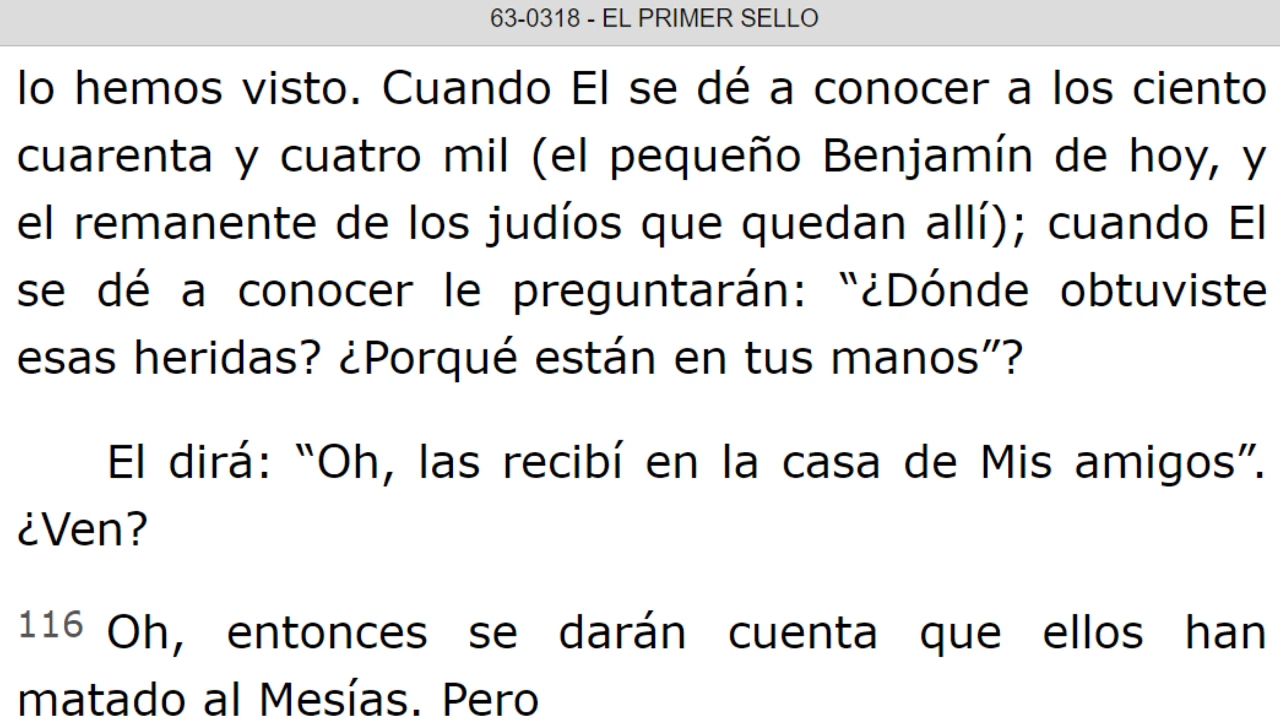 63-0318 - EL PRIMER SELLO
lo hemos visto. Cuando El se dé a conocer a los ciento
cuarenta y cuatro mil (el pequeño Benjamín de hoy, y
el remanente de los judíos que quedan allí); cuando El
se dé a conocer le preguntarán: “¿Dónde obtuviste
esas heridas? ¿Porqué están en tus manos”?
El dirá: “Oh, las recibí en la casa de Mis amigos”.
¿Ven?
116 Oh, entonces se darán cuenta que ellos han
matado al Mesías. Pero